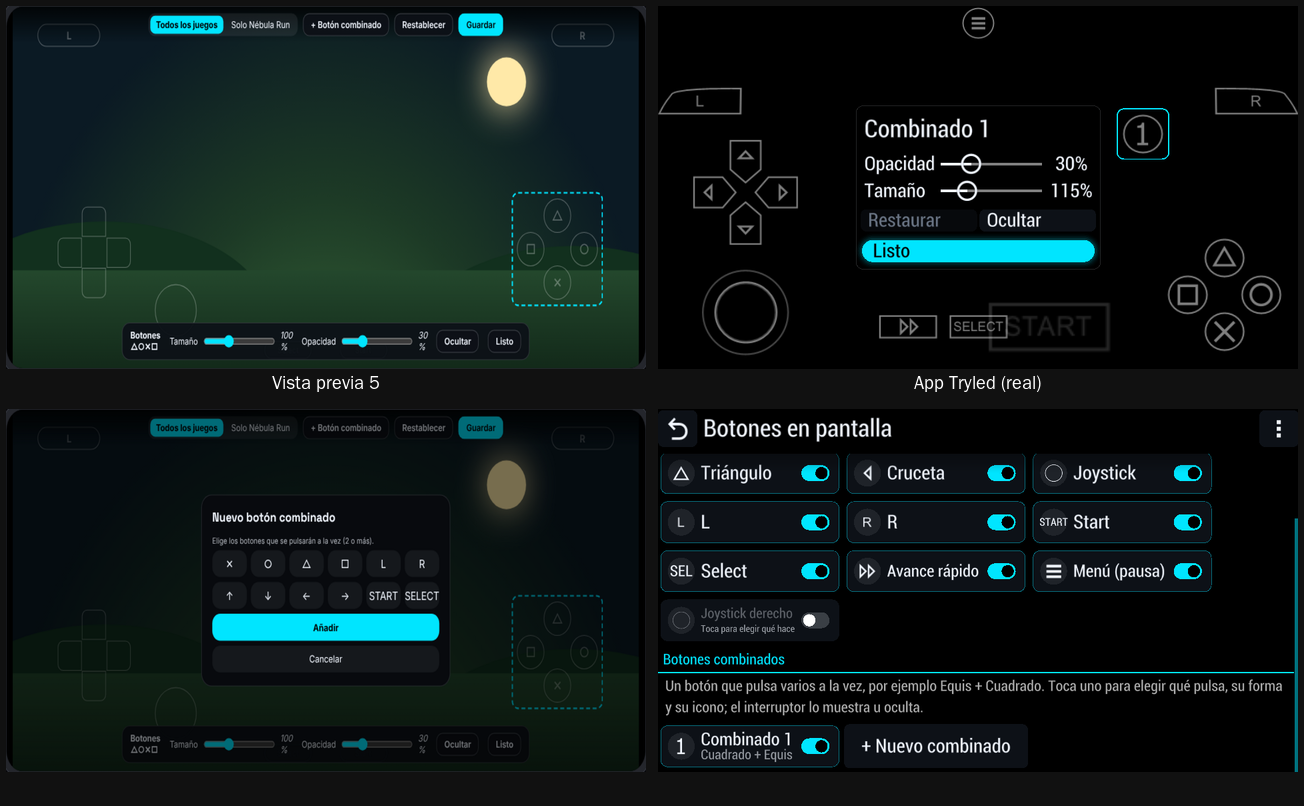 L
Todos los juegos
Solo Nébula Run
+ Botón combinado
Restablecer
Guardar
R
Botones
Tamaño
100
%
Opacidad
30
%
Ocultar
Listo
Vista previa 5
L
R
Combinado 1
1
Opacidad
30%
Tamaño
115%
Restaurar
Ocultar
Listo
SELECT
START
App Tryled (real)
L
Todos los juegos
Solo Nébula Run
+ Botón combinado
Restablecer
Guardar
R
Nuevo botón combinado
Elige los botones que se pulsarán a la vez (2 o más).
L
R
START
SELECT
Añadir
Cancelar
Botones
Tamaño
100
%
Opacidad
30
%
Ocultar
Listo
Botones en pantalla
Triángulo
Cruceta
Joystick
L L
R R
START Start
SEL Select
Avance rápido
Menú (pausa)
Joystick derecho
Toca para elegir qué hace
Botones combinados
Un botón que pulsa varios a la vez, por ejemplo Equis + Cuadrado. Toca uno para elegir qué pulsa, su forma
y su icono; el interruptor lo muestra u oculta.
1 Combinado 1
Cuadrado + Equis
+ Nuevo combinado